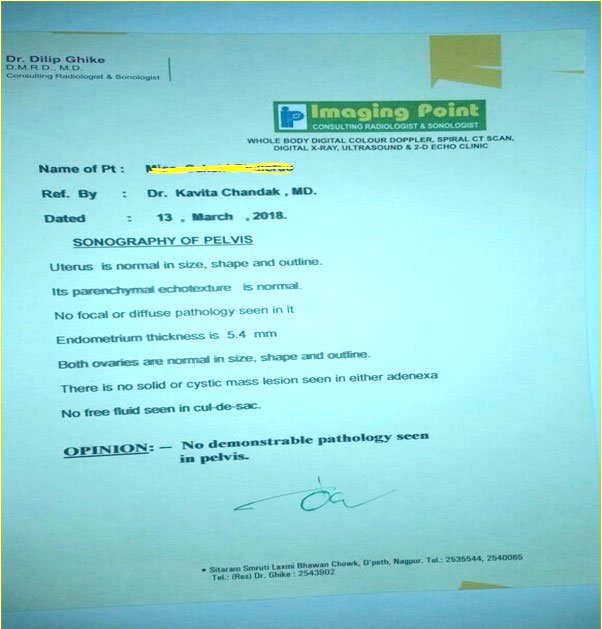 Dr. Dilip Ghike
D.M.R.D., M.D.
Consulting Radiologist & Sonologist
iP Imaging Point
CONSULTING RADIOLOGIST & SONOLOGIST
WHOLE BODY DIGITAL COLOUR DOPPLER, SPIRAL CT SCAN,
DIGITAL X-RAY, ULTRASOUND & 2-D ECHO CLINIC
Name of Pt :
Ref. By : Dr. Kavita Chandak , MD.
Dated : 13 , March , 2018.
SONOGRAPHY OF PELVIS
Uterus is normal in size, shape and outline.
Its parenchymal echotexture is normal.
No focal or diffuse pathology seen in it
Endometrium thickness is 5.4 mm
Both ovaries are normal in size, shape and outline.
There is no solid or cystic mass lesion seen in either adenexa
No free fluid seen in cul-de-sac.
OPINION: – No demonstrable pathology seen
in pelvis.
• Sitaram Smruti Laxmi Bhawan Chowk, D'peth, Nagpur. Tel.: 2535544, 2540065
Tel.: (Res) Dr. Ghike : 2543902